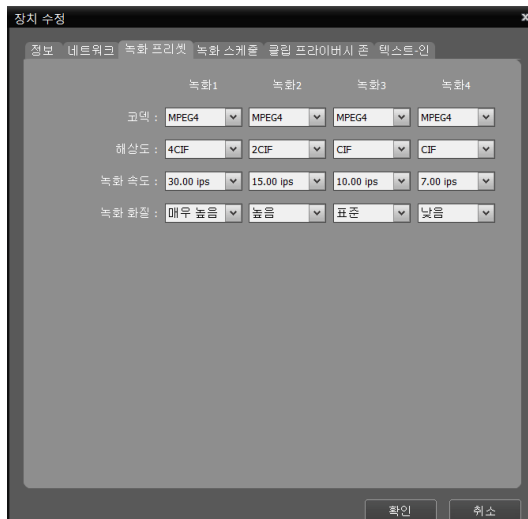 장치 수정 x
정보 네트워크 녹화 프리셋 녹화 스케줄 클립 프라이버시 존 텍스트-인
녹화1 녹화2 녹화3 녹화4
코덱 : MPEG4 MPEG4 MPEG4 MPEG4
해상도 : 4CIF 2CIF CIF CIF
녹화 속도 : 30.00 ips 15.00 ips 10.00 ips 7.00 ips
녹화 화질 : 매우 높음 높음 표준 낮음
확인 취소